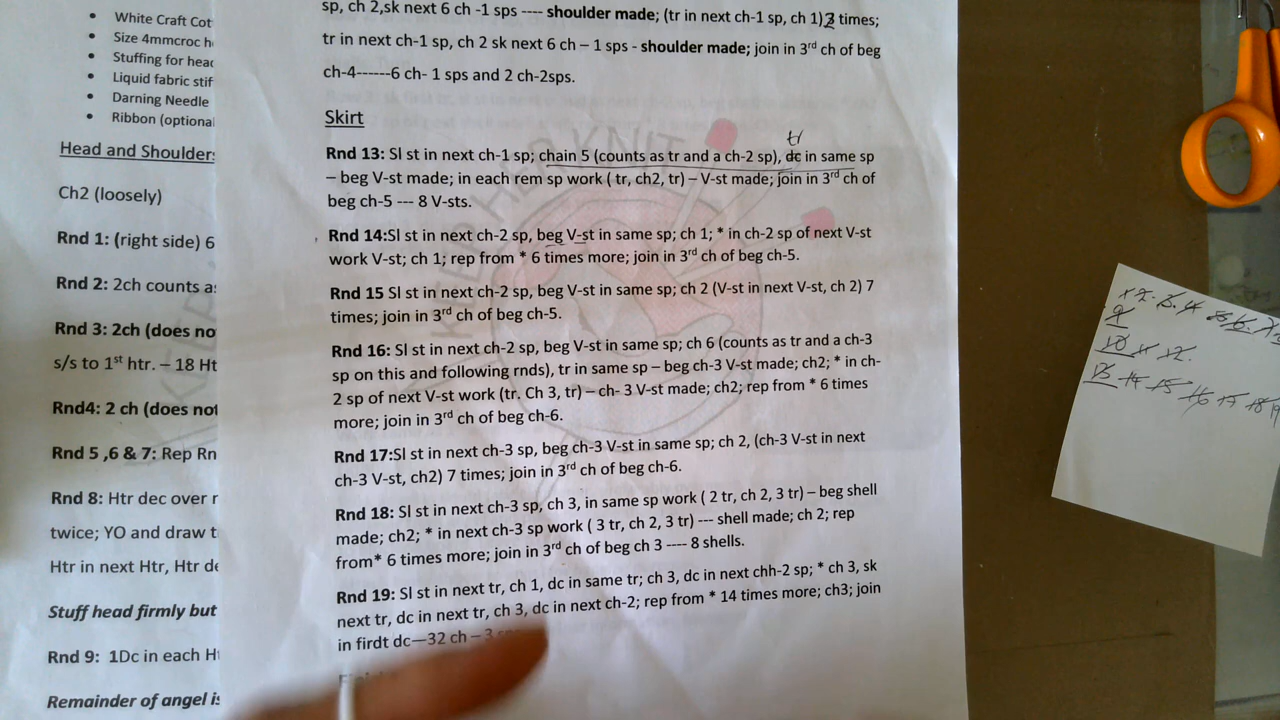 White Craft Cot
Size 4mmcroc h
Stuffing for head
Liquid fabric stif
Darning Needle
Ribbon (optional
Head and Shoulders
Ch2 (loosely)
Rnd 1: (right side) 6
Rnd 2: 2ch counts as
Rnd 3: 2ch (does no
s/s to 1st htr. – 18 Ht
Rnd4: 2 ch (does not
Rnd 5 ,6 & 7: Rep Rn
Rnd 8: Htr dec over
twice; YO and draw t
Htr in next Htr, Htr de
Stuff head firmly but
Rnd 9: 1Dc in each H
Remainder of angel is
sp, ch 2,sk next 6 ch -1 sps ---- shoulder made; (tr in next ch-1 sp, ch 1) times;
tr in next ch-1 sp, ch 2 sk next 6 ch – 1 sps - shoulder made; join in 3rd ch of beg
ch-4------6 ch- 1 sps and 2 ch-2sps.
Skirt
tr
Rnd 13: Sl st in next ch-1 sp; chain 5 (counts as tr and a ch-2 sp), dc in same sp
– beg V-st made; in each rem sp work ( tr, ch2, tr) – V-st made; join in 3rd ch of
beg ch-5 --- 8 V-sts.
Rnd 14:Sl st in next ch-2 sp, beg V-st in same sp; ch 1; * in ch-2 sp of next V-st
work V-st; ch 1; rep from * 6 times more; join in 3rd ch of beg ch-5.
Rnd 15 Sl st in next ch-2 sp, beg V-st in same sp; ch 2 (V-st in next V-st, ch 2) 7
times; join in 3rd ch of beg ch-5.
Rnd 16: Sl st in next ch-2 sp, beg V-st in same sp; ch 6 (counts as tr and a ch-3
sp on this and following rnds), tr in same sp – beg ch-3 V-st made; ch2; * in ch-
2 sp of next V-st work (tr. Ch 3, tr) – ch- 3 V-st made; ch2; rep from * 6 times
more; join in 3rd ch of beg ch-6.
Rnd 17:Sl st in next ch-3 sp, beg ch-3 V-st in same sp; ch 2, (ch-3 V-st in next
ch-3 V-st, ch2) 7 times; join in 3rd ch of beg ch-6.
Rnd 18: Sl st in next ch-3 sp, ch 3, in same sp work ( 2 tr, ch 2, 3 tr) – beg shell
made; ch2; * in next ch-3 sp work ( 3 tr, ch 2, 3 tr) --- shell made; ch 2; rep
from* 6 times more; join in 3rd ch of beg ch 3 ---- 8 shells.
Rnd 19: Sl st in next tr, ch 1, dc in same tr; ch 3, dc in next chh-2 sp; * ch 3, sk
next tr, dc in next tr, ch 3, dc in next ch-2; rep from * 14 times more; ch3; join
in firdt dc—32 ch – 3